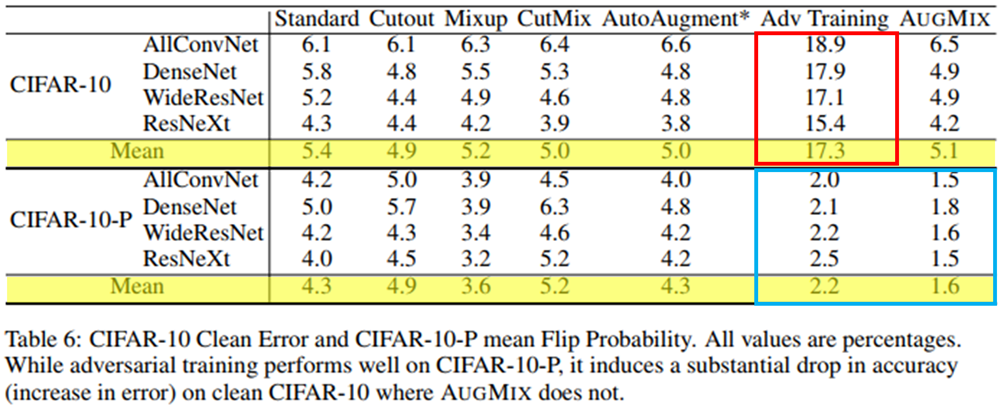 Standard Cutout Mixup CutMix AutoAugment* Adv Training AUGMIX
AllConvNet 6.1 6.1 6.3 6.4 6.6 18.9 6.5
CIFAR-10 DenseNet 5.8 4.8 5.5 5.3 4.8 17.9 4.9
WideResNet 5.2 4.4 4.9 4.6 4.8 17.1 4.9
ResNeXt 4.3 4.4 4.2 3.9 3.8 15.4 4.2
Mean 5.4 4.9 5.2 5.0 5.0 17.3 5.1
AllConvNet 4.2 5.0 3.9 4.5 4.0 2.0 1.5
CIFAR-10-P DenseNet 5.0 5.7 3.9 6.3 4.8 2.1 1.8
WideResNet 4.2 4.3 3.4 4.6 4.2 2.2 1.6
ResNeXt 4.0 4.5 3.2 5.2 4.2 2.5 1.5
Mean 4.3 4.9 3.6 5.2 4.3 2.2 1.6
Table 6: CIFAR-10 Clean Error and CIFAR-10-P mean Flip Probability. All values are percentages.
While adversarial training performs well on CIFAR-10-P, it induces a substantial drop in accuracy
(increase in error) on clean CIFAR-10 where AUGMIX does not.